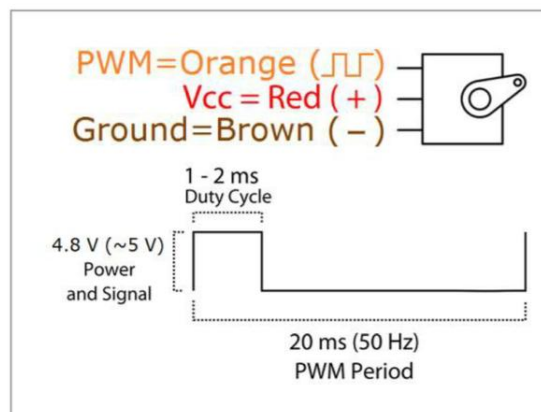 PWM=Orange (⎍⎍)
Vcc = Red ( + )
Ground=Brown ( − )
1 - 2 ms
Duty Cycle
4.8 V (~5 V)
Power
and Signal
20 ms (50 Hz)
PWM Period